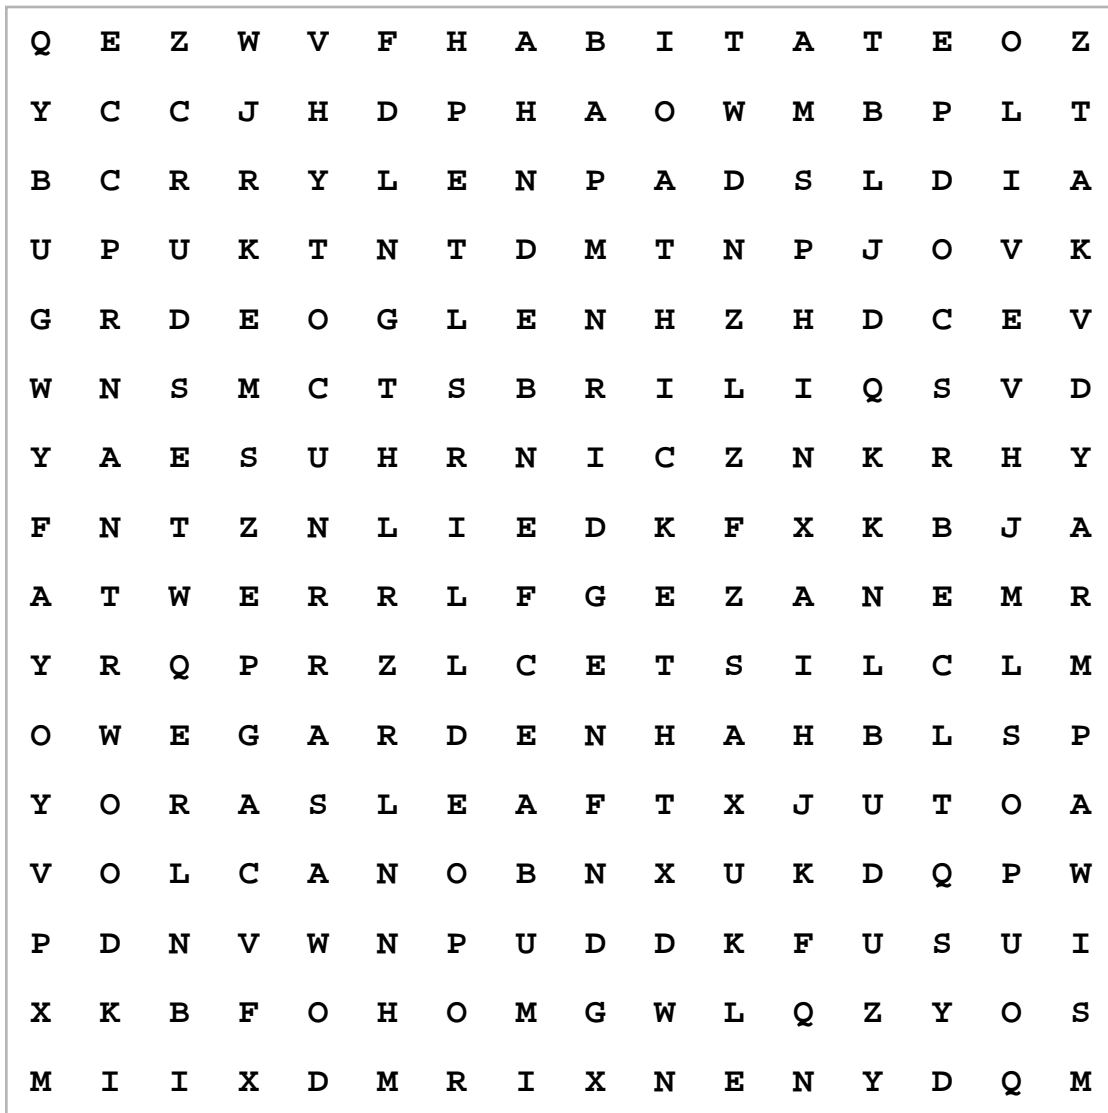 Q E Z W V F H A B I T A T E O Z
Y C C J H D P H A O W M B P L T
B C R R Y L E N P A D S L D I A
U P U K T N T D M T N P J O V K
G R D E O G L E N H Z H D C E V
W N S M C T S B R I L I Q S V D
Y A E S U H R N I C Z N K R H Y
F N T Z N L I E D K F X K B J A
A T W E R R L F G E Z A N E M R
Y R Q P R Z L C E T S I L C L M
O W E G A R D E N H A H B L S P
Y O R A S L E A F T X J U T O A
V O L C A N O B N X U K D Q P W
P D N V W N P U D D K F U S U I
X K B F O H O M G W L Q Z Y O S
M I I X D M R I X N E N Y D Q M